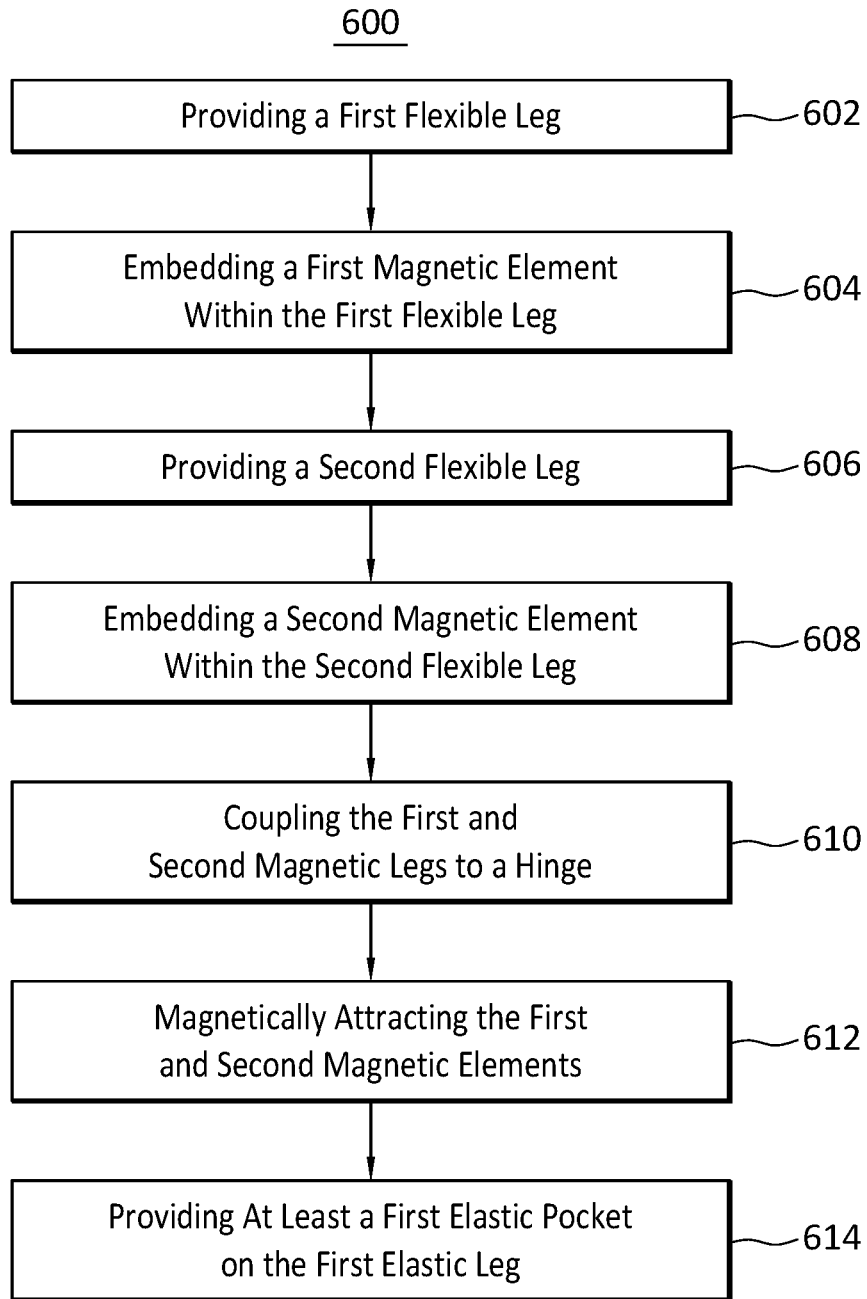 600
Providing a First Flexible Leg
602
Embedding a First Magnetic Element
Within the First Flexible Leg
604
Providing a Second Flexible Leg
606
Embedding a Second Magnetic Element
Within the Second Flexible Leg
608
Coupling the First and
Second Magnetic Legs to a Hinge
610
Magnetically Attracting the First
and Second Magnetic Elements
612
Providing At Least a First Elastic Pocket
on the First Elastic Leg
614